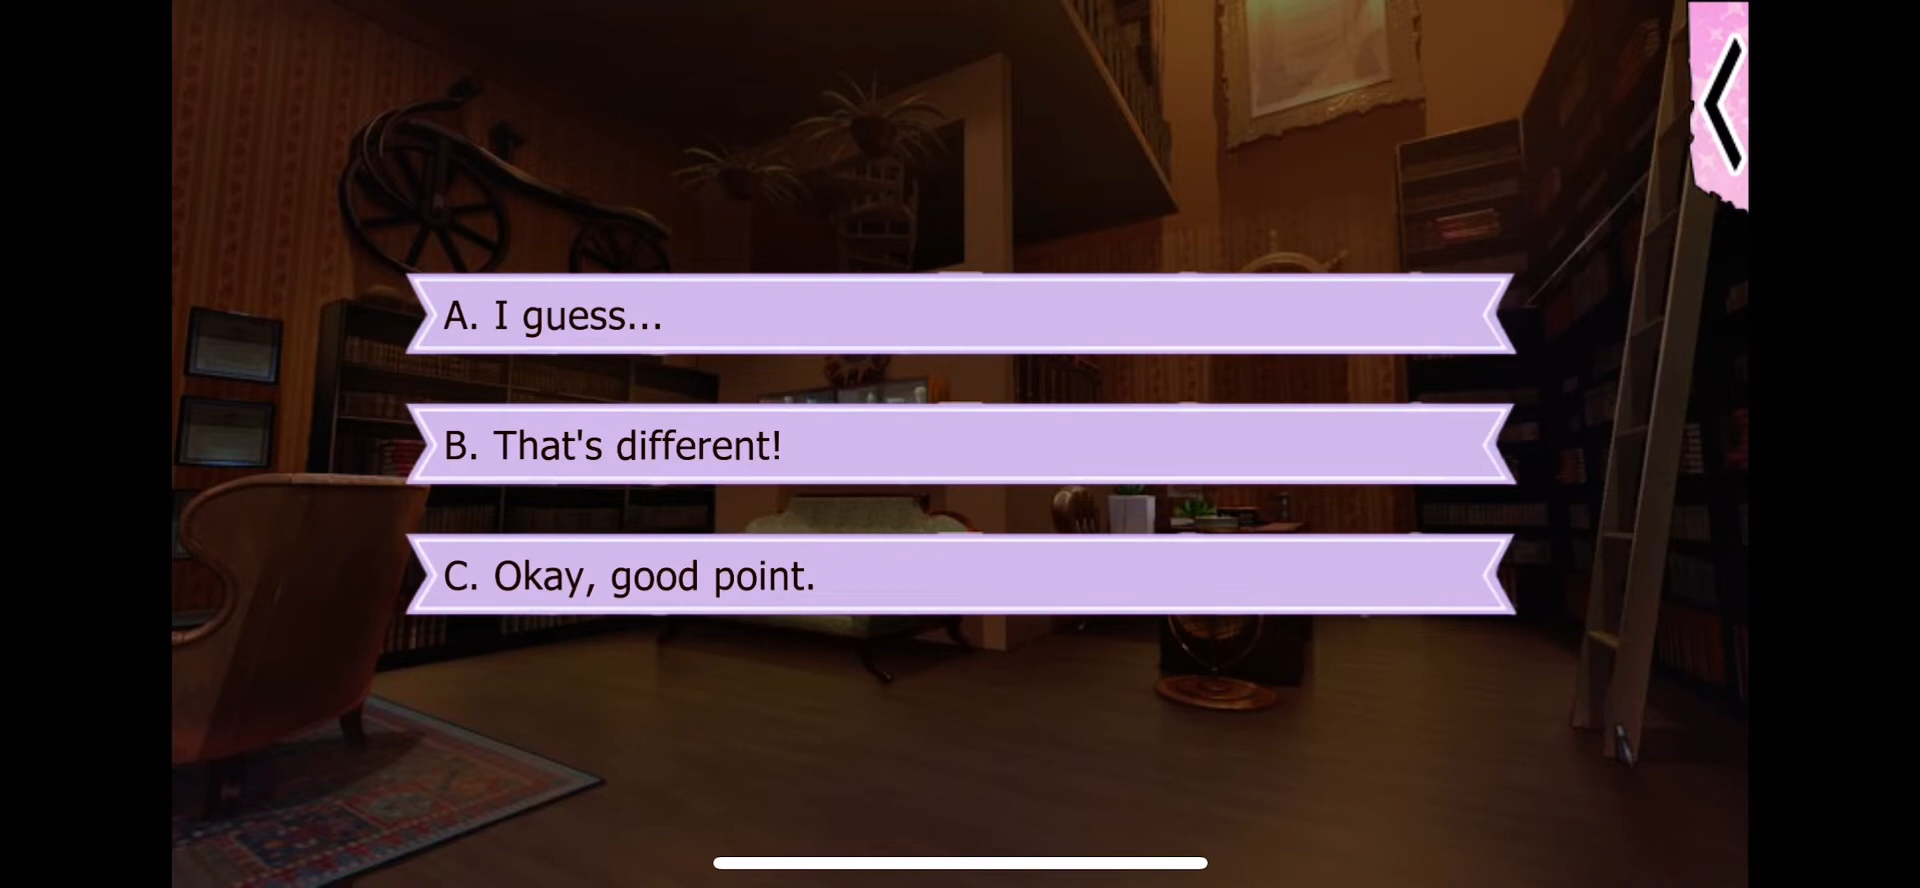 A. I guess...
B. That's different!
C. Okay, good point.